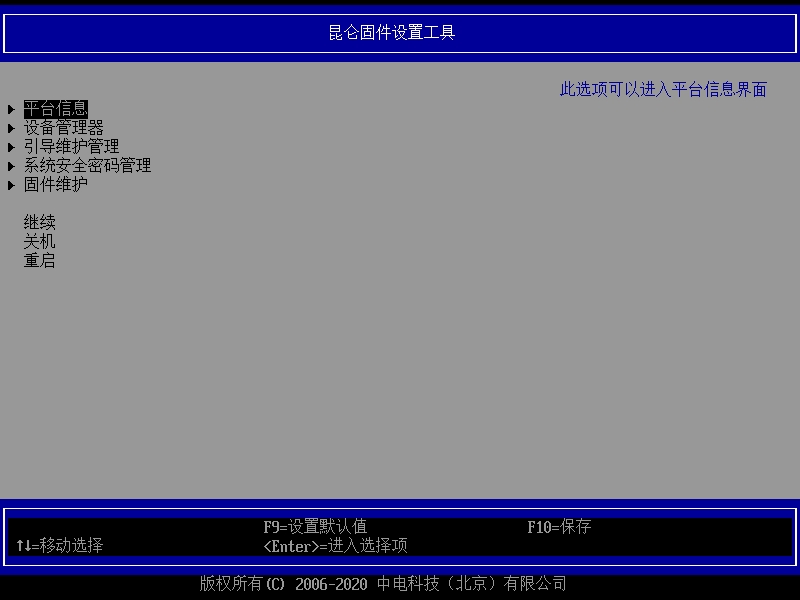 昆仑固件设置工具
此选项可以进入平台信息界面
平台信息
设备管理器
引导维护管理
系统安全密码管理
固件维护
继续
关机
重启
F9=设置默认值 F10=保存
↑↓=移动选择 <Enter>=进入选择项
版权所有(C) 2006-2020 中电科技（北京）有限公司